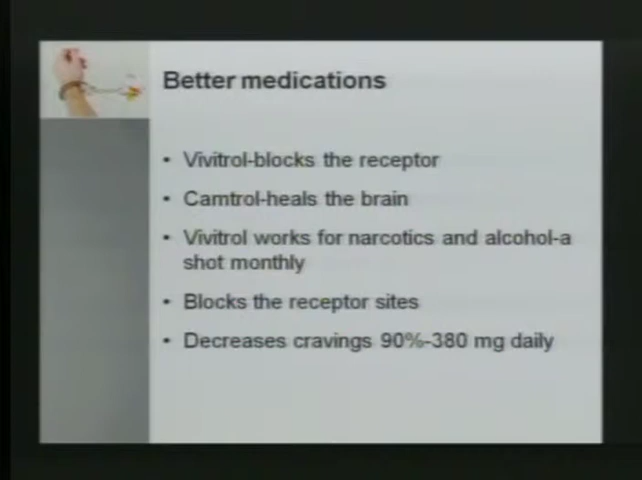 Better medications
• Vivitrol-blocks the receptor
• Camtrol-heals the brain
• Vivitrol works for narcotics and alcohol-a
shot monthly
• Blocks the receptor sites
• Decreases cravings 90%-380 mg daily